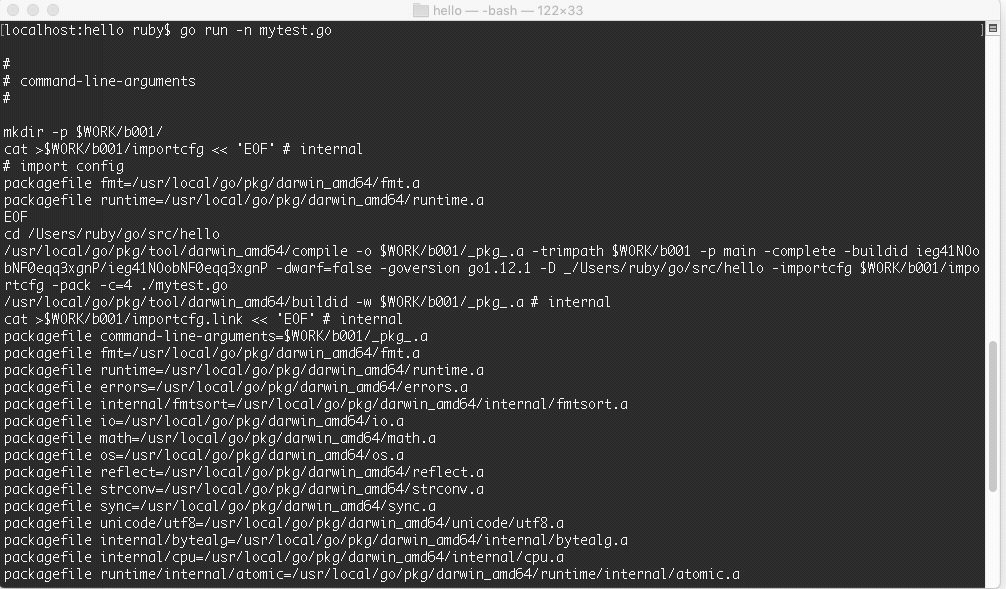 hello — -bash — 122×33
[localhost:hello ruby$ go run -n mytest.go ]
#
# command-line-arguments
#
mkdir -p $WORK/b001/
cat >$WORK/b001/importcfg << 'EOF' # internal
# import config
packagefile fmt=/usr/local/go/pkg/darwin_amd64/fmt.a
packagefile runtime=/usr/local/go/pkg/darwin_amd64/runtime.a
EOF
cd /Users/ruby/go/src/hello
/usr/local/go/pkg/tool/darwin_amd64/compile -o $WORK/b001/_pkg_.a -trimpath $WORK/b001 -p main -complete -buildid ieg41NOo
bNF0eqq3xgnP/ieg41NOobNF0eqq3xgnP -dwarf=false -goversion go1.12.1 -D _/Users/ruby/go/src/hello -importcfg $WORK/b001/impo
rtcfg -pack -c=4 ./mytest.go
/usr/local/go/pkg/tool/darwin_amd64/buildid -w $WORK/b001/_pkg_.a # internal
cat >$WORK/b001/importcfg.link << 'EOF' # internal
packagefile command-line-arguments=$WORK/b001/_pkg_.a
packagefile fmt=/usr/local/go/pkg/darwin_amd64/fmt.a
packagefile runtime=/usr/local/go/pkg/darwin_amd64/runtime.a
packagefile errors=/usr/local/go/pkg/darwin_amd64/errors.a
packagefile internal/fmtsort=/usr/local/go/pkg/darwin_amd64/internal/fmtsort.a
packagefile io=/usr/local/go/pkg/darwin_amd64/io.a
packagefile math=/usr/local/go/pkg/darwin_amd64/math.a
packagefile os=/usr/local/go/pkg/darwin_amd64/os.a
packagefile reflect=/usr/local/go/pkg/darwin_amd64/reflect.a
packagefile strconv=/usr/local/go/pkg/darwin_amd64/strconv.a
packagefile sync=/usr/local/go/pkg/darwin_amd64/sync.a
packagefile unicode/utf8=/usr/local/go/pkg/darwin_amd64/unicode/utf8.a
packagefile internal/bytealg=/usr/local/go/pkg/darwin_amd64/internal/bytealg.a
packagefile internal/cpu=/usr/local/go/pkg/darwin_amd64/internal/cpu.a
packagefile runtime/internal/atomic=/usr/local/go/pkg/darwin_amd64/runtime/internal/atomic.a